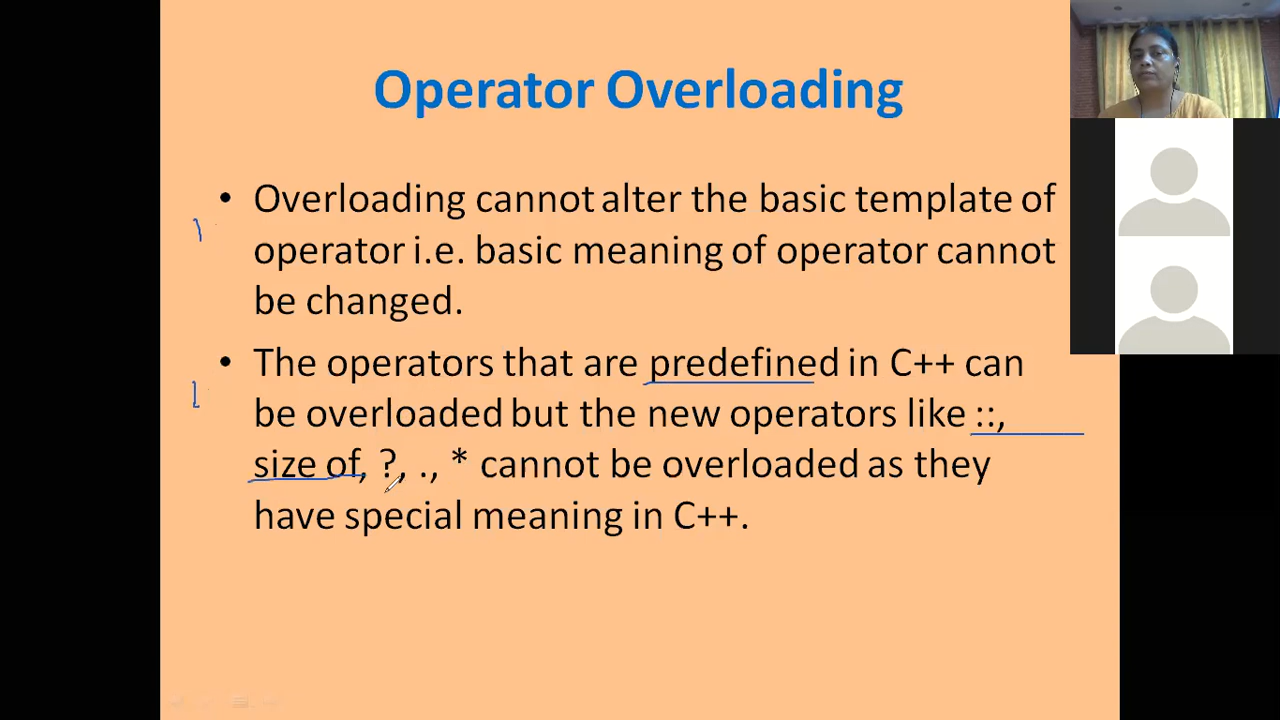 Operator Overloading
• Overloading cannot alter the basic template of
operator i.e. basic meaning of operator cannot
be changed.
• The operators that are predefined in C++ can
be overloaded but the new operators like ::,
size of, ?, ., * cannot be overloaded as they
have special meaning in C++.